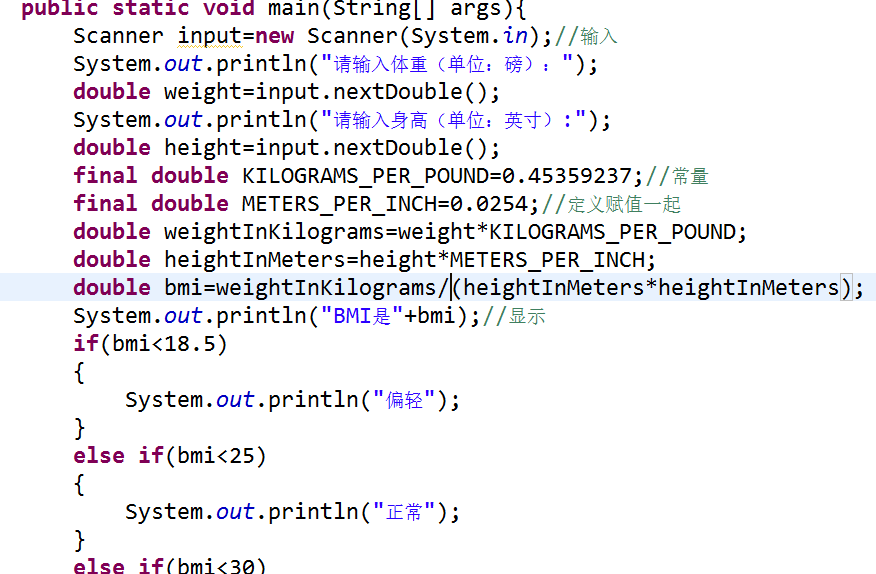 public static void main(String[] args){
Scanner input=new Scanner(System.in);//输入
System.out.println("请输入体重（单位：磅）：");
double weight=input.nextDouble();
System.out.println("请输入身高（单位：英寸）:");
double height=input.nextDouble();
final double KILOGRAMS_PER_POUND=0.45359237;//常量
final double METERS_PER_INCH=0.0254;//定义赋值一起
double weightInKilograms=weight*KILOGRAMS_PER_POUND;
double heightInMeters=height*METERS_PER_INCH;
double bmi=weightInKilograms/(heightInMeters*heightInMeters);
System.out.println("BMI是"+bmi);//显示
if(bmi<18.5)
{
System.out.println("偏轻");
}
else if(bmi<25)
{
System.out.println("正常");
}
else if(bmi<30)